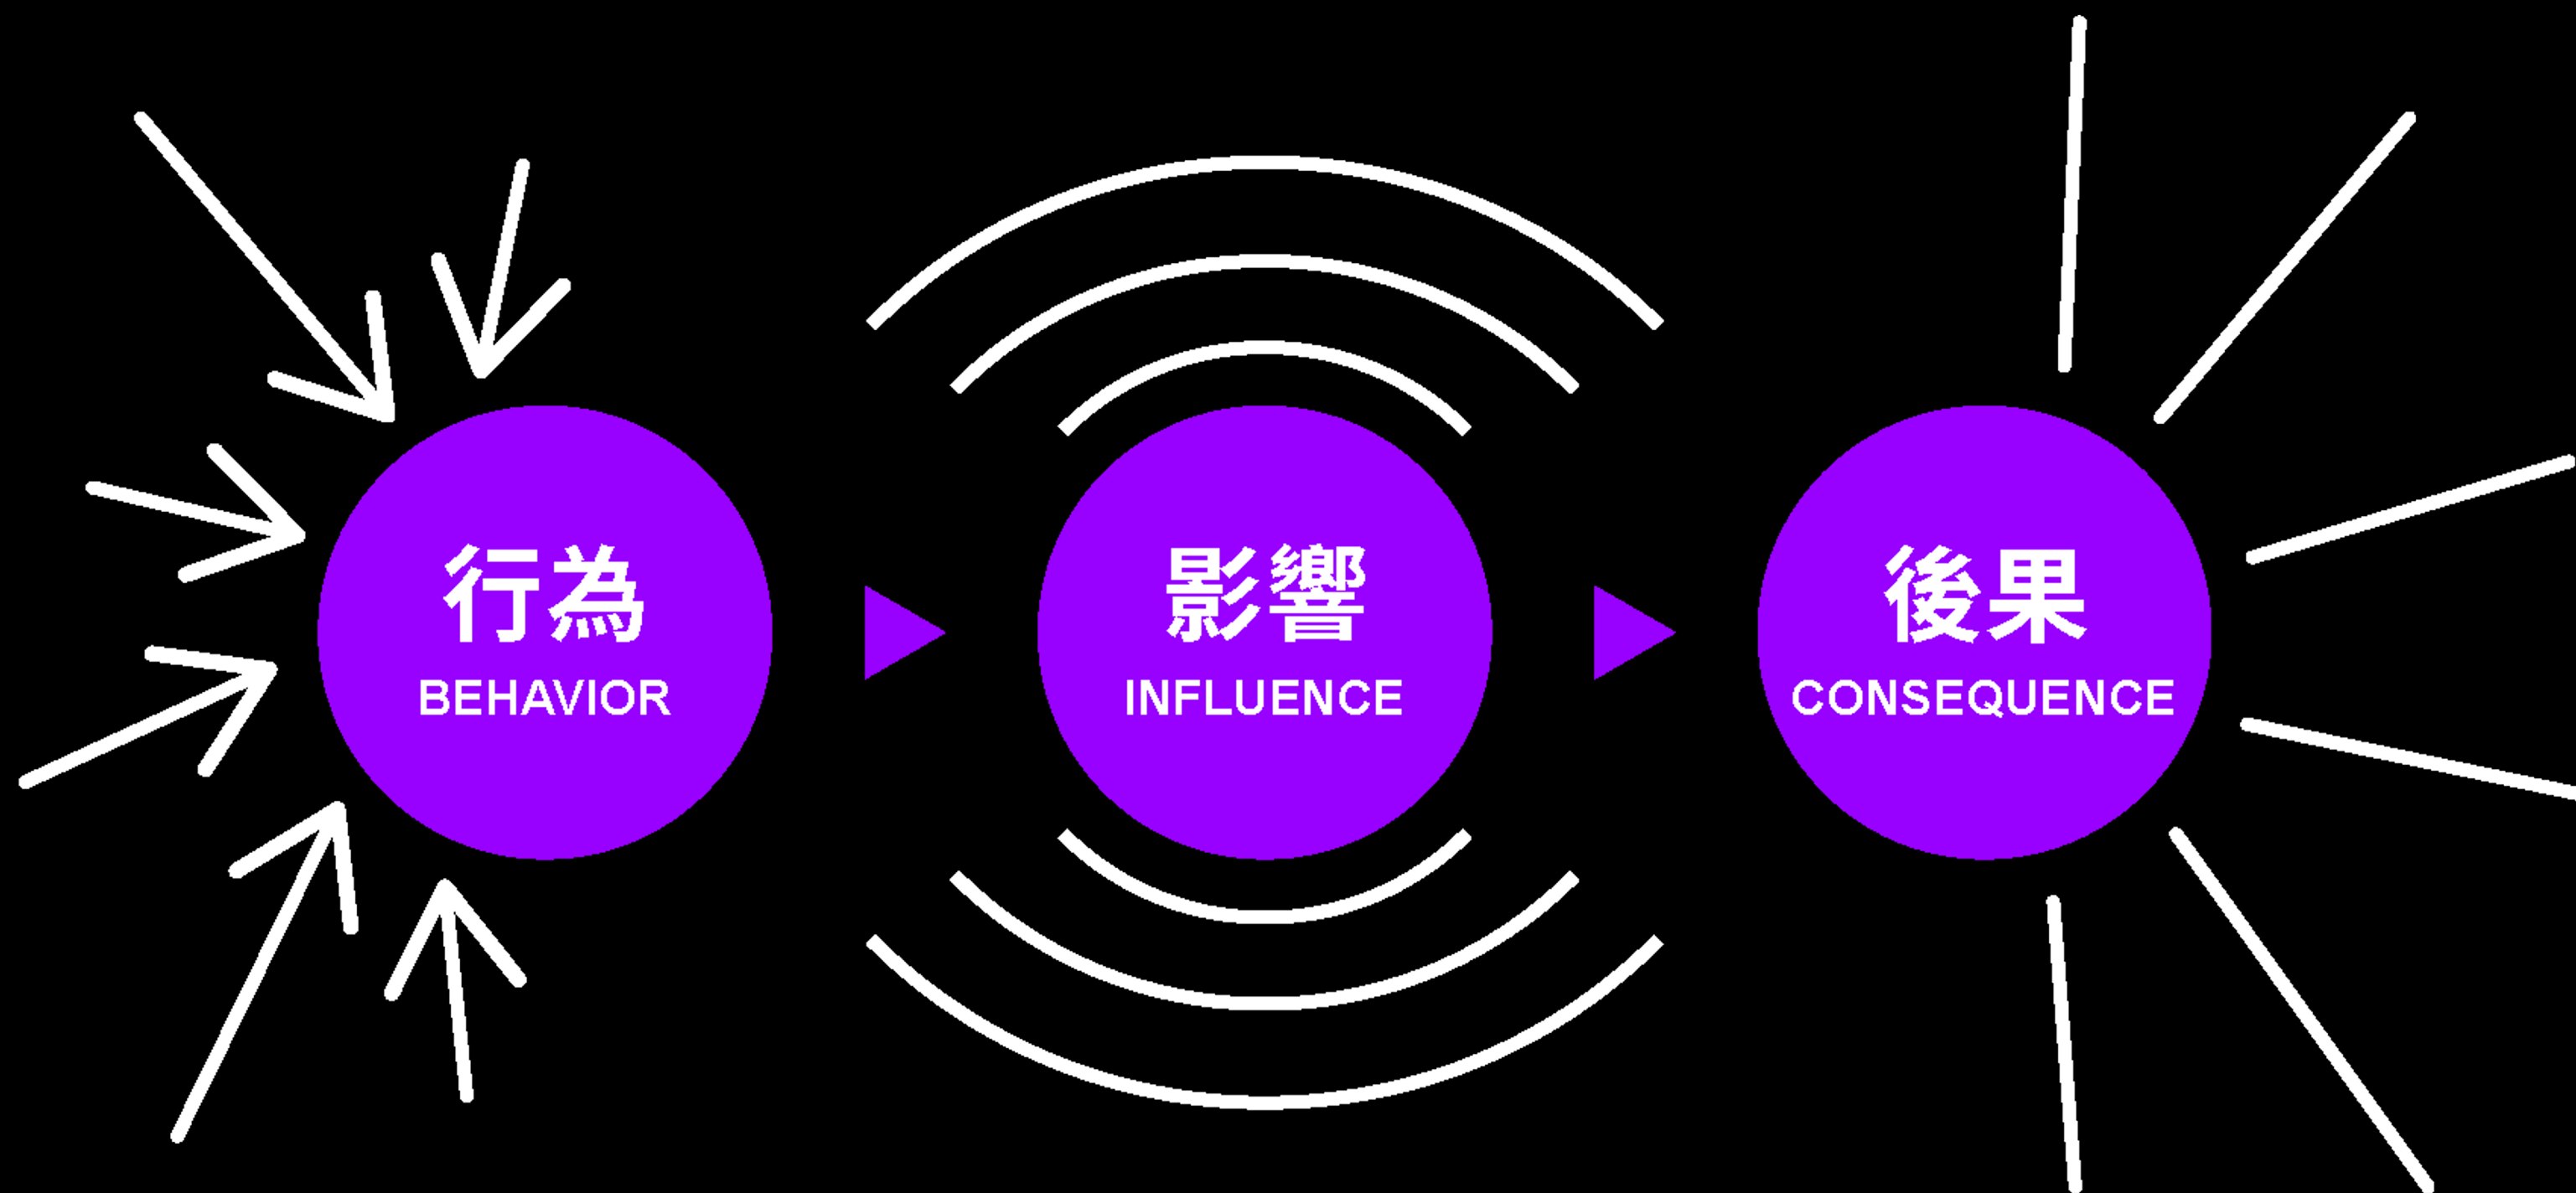 行為
BEHAVIOR
影響
INFLUENCE
後果
CONSEQUENCE